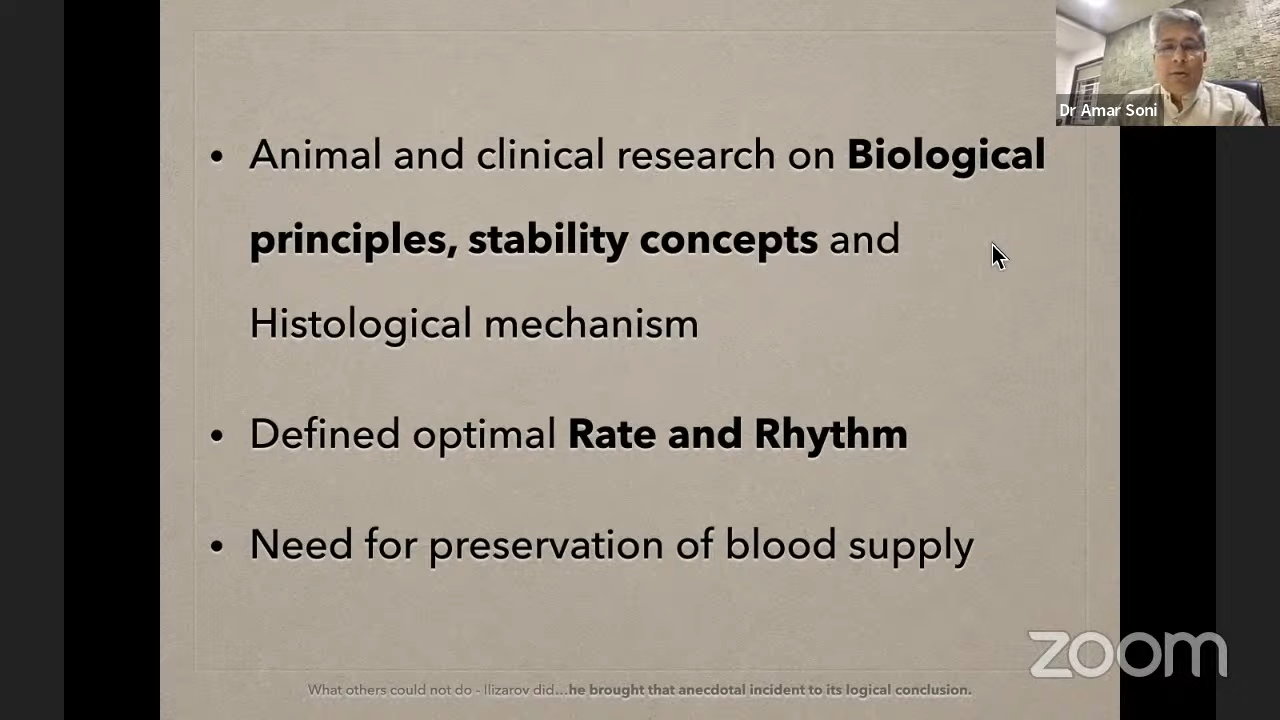 Dr Amar Soni
• Animal and clinical research on Biological
principles, stability concepts and
Histological mechanism
• Defined optimal Rate and Rhythm
• Need for preservation of blood supply
zoom
What others could not do - Ilizarov did...he brought that anecdotal incident to its logical conclusion.